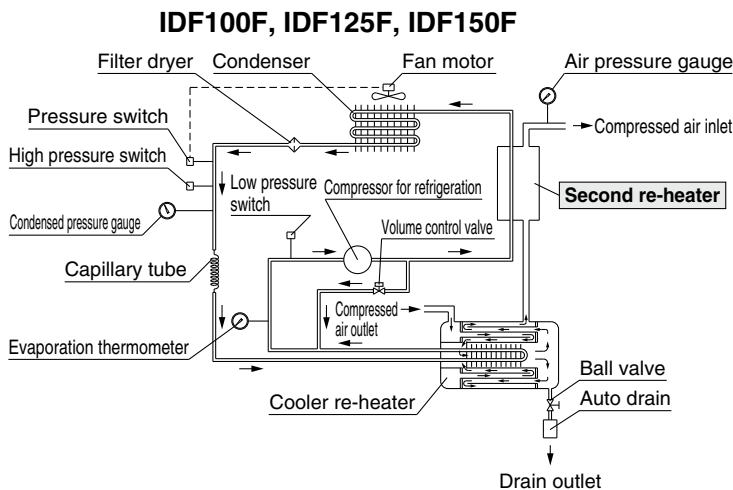 IDF100F, IDF125F, IDF150F
Filter dryer
Condenser
Fan motor
Air pressure gauge
Pressure switch
Compressed air inlet
High pressure switch
Low pressure
switch
Compressor for refrigeration
Second re-heater
Condensed pressure gauge
Volume control valve
Capillary tube
Compressed
air outlet
Evaporation thermometer
Ball valve
Cooler re-heater
Auto drain
Drain outlet